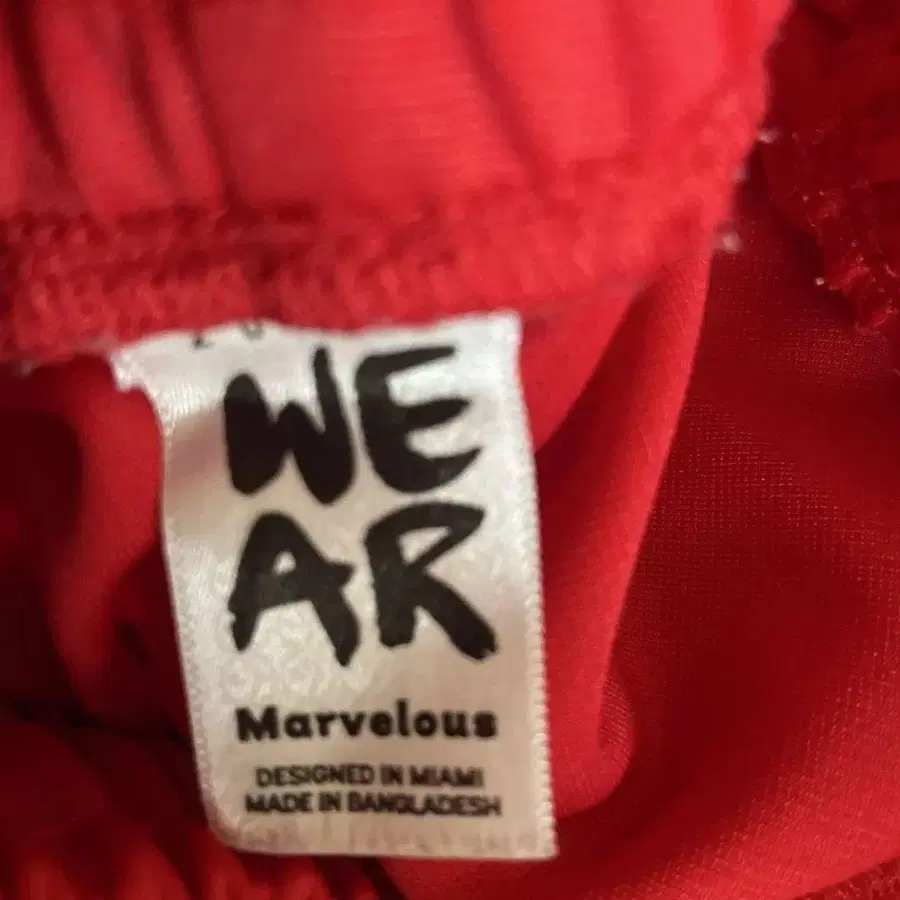 WE
AR
Marvelous
DESIGNED IN MIAMI
MADE IN BANGLADESH